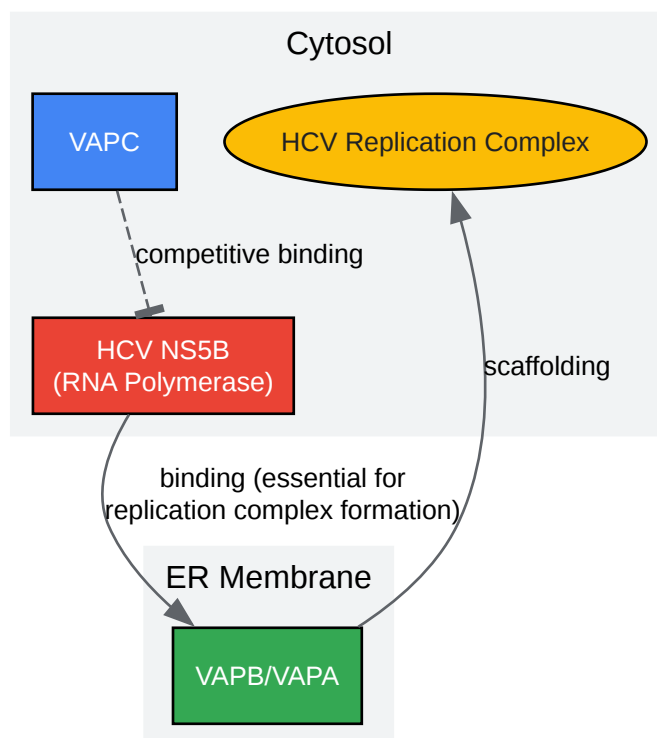 Cytosol
VAPC
HCV Replication Complex
competitive binding
HCV NS5B
(RNA Polymerase)
scaffolding
binding (essential for
replication complex formation)
ER Membrane
VAPB/VAPA